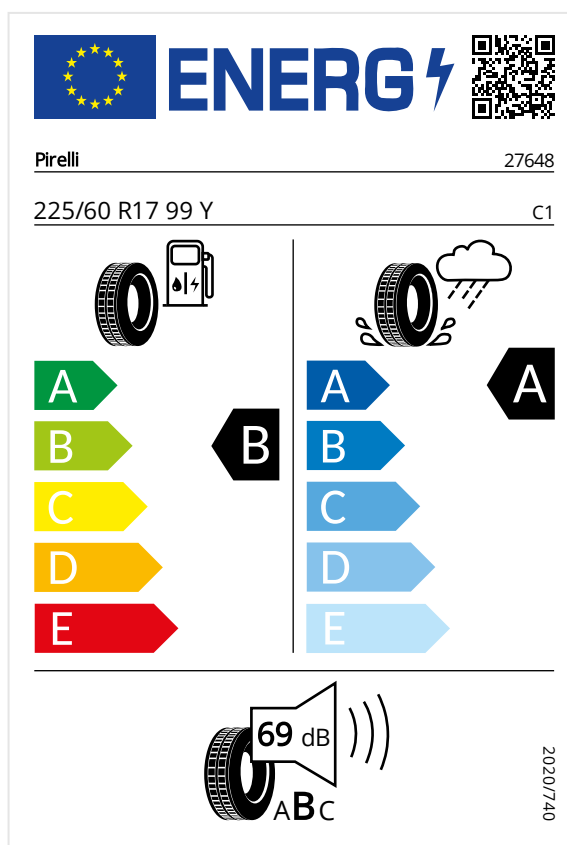 ENERG
Pirelli 27648
225/60 R17 99 Y C1
A A A
B B B
C C
D D
E E
69 dB
ABC
2020/740